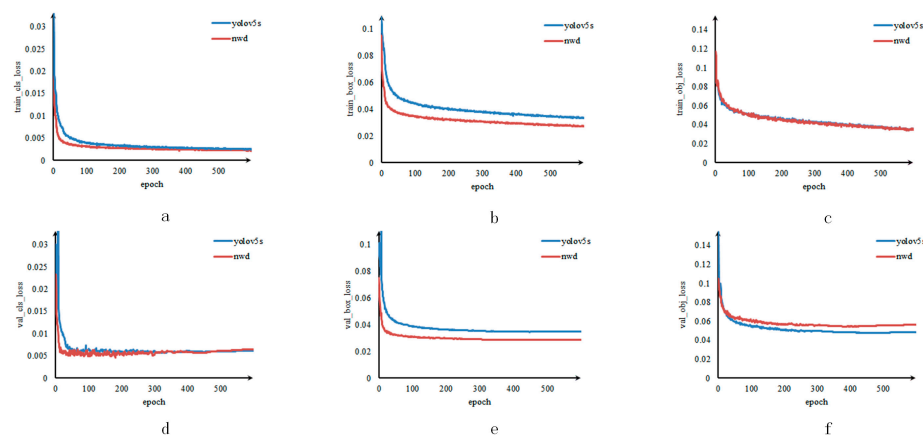 0.03
0.025
0.02
0.015
0.01
0.005
0
train_cls_loss
yolov5s
nwd
0 100 200 300 400 500
epoch
a
0.1
0.08
0.06
0.04
0.02
0
train_box_loss
yolov5s
nwd
0 100 200 300 400 500
epoch
b
0.14
0.12
0.1
0.08
0.06
0.04
0.02
0
train_obj_loss
yolov5s
nwd
0 100 200 300 400 500
epoch
c
0.03
0.025
0.02
0.015
0.01
0.005
0
val_cls_loss
yolov5s
nwd
0 100 200 300 400 500
epoch
d
0.1
0.08
0.06
0.04
0.02
0
val_box_loss
yolov5s
nwd
0 100 200 300 400 500
epoch
e
0.14
0.12
0.1
0.08
0.06
0.04
0.02
0
val_obj_loss
yolov5s
nwd
0 100 200 300 400 500
epoch
f